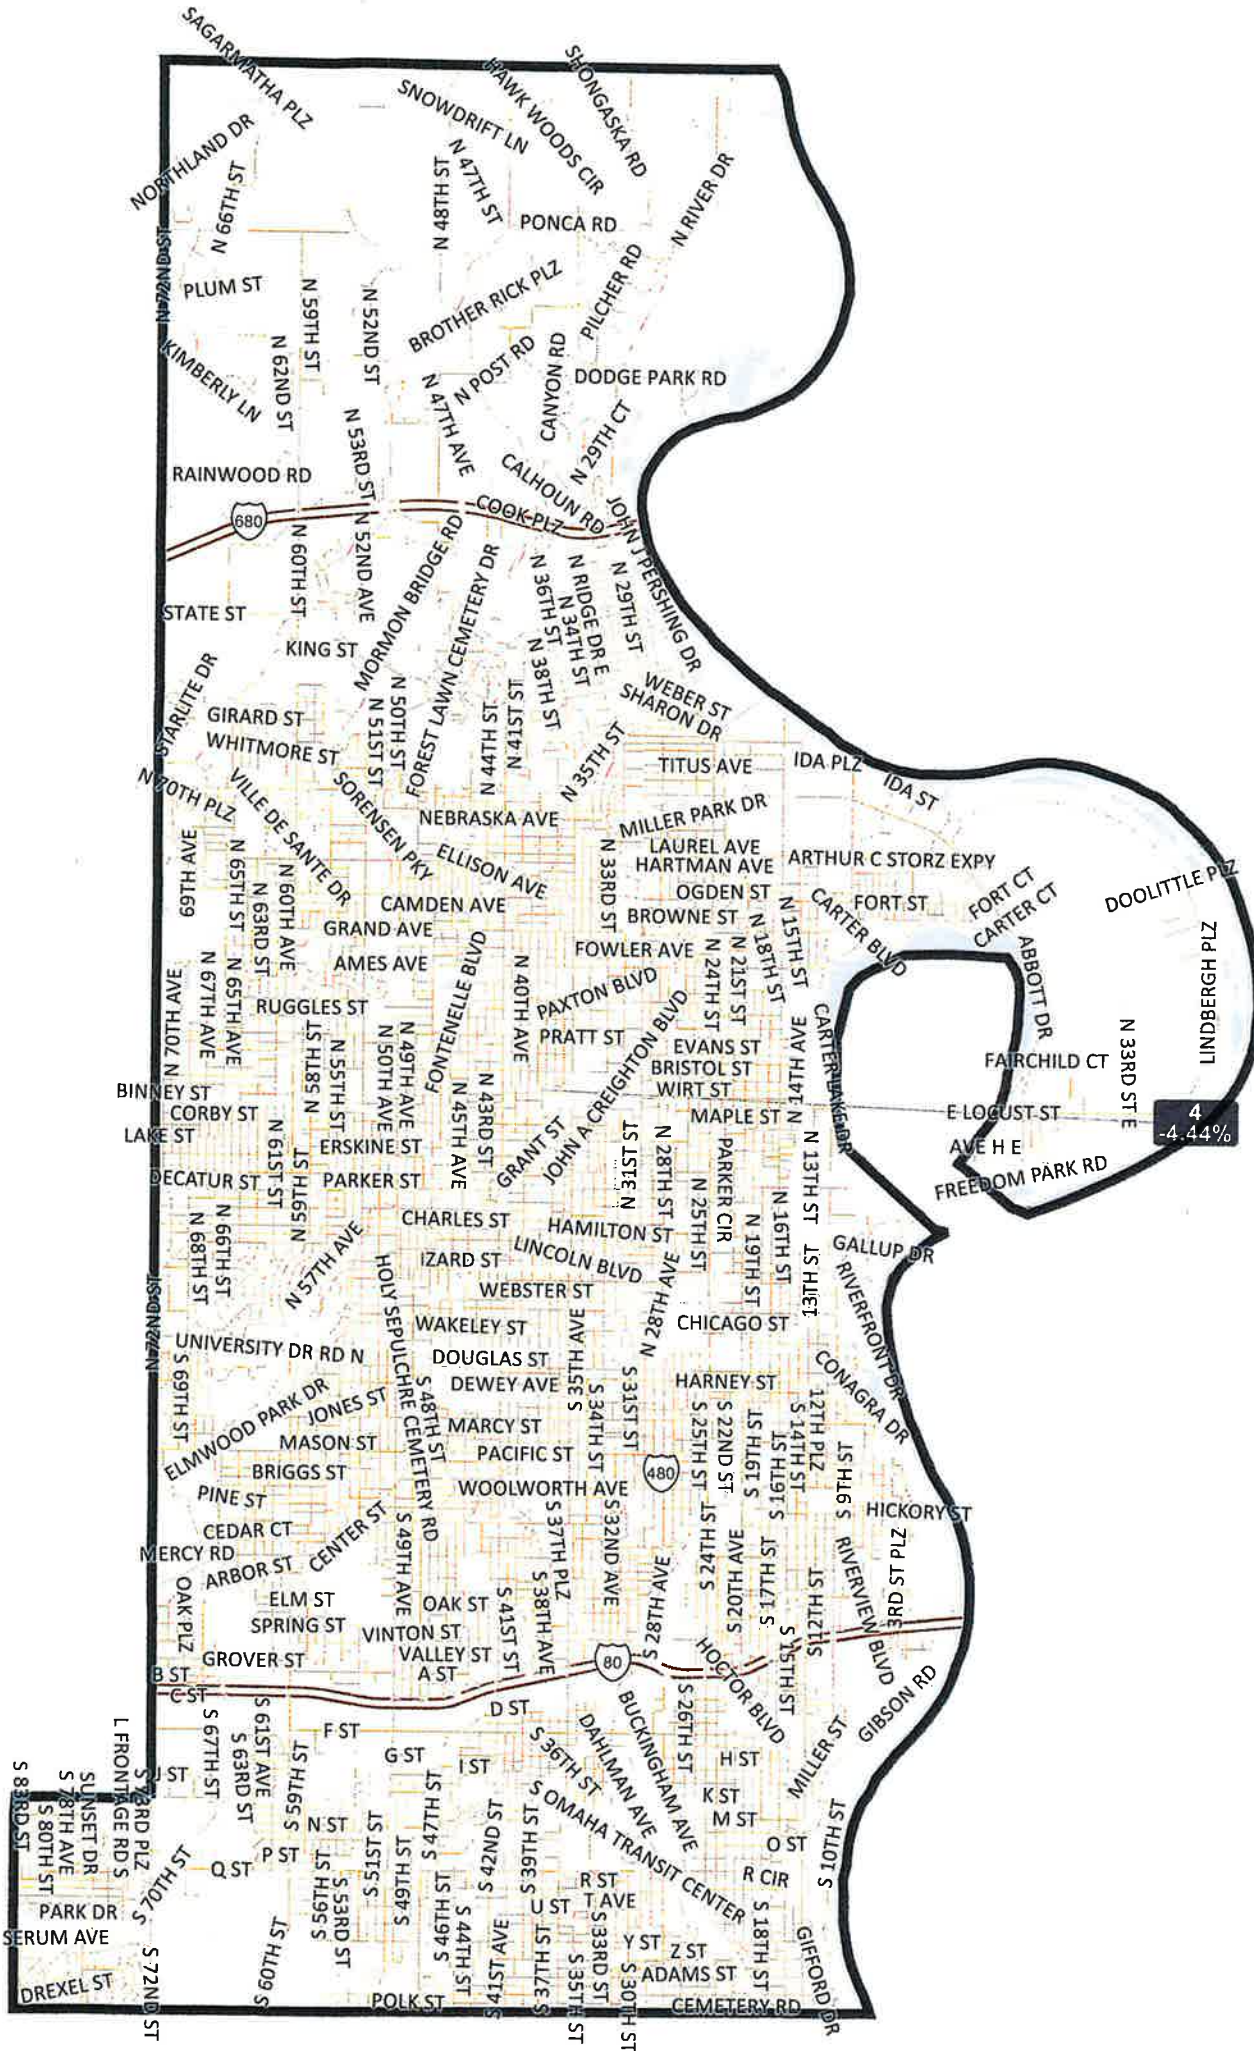 SAGARMATHA PLZ
HAWK WOODS CIR
SHONGASKA RD
SNOWDRIFT LN
NORTHLAND DR
N 66TH ST
N 48TH ST
N 47TH ST
PONCA RD
N RIVER DR
N 72ND ST
PLUM ST
N 59TH ST
N 52ND ST
BROTHER RICK PLZ
PILCHER RD
KIMBERLY LN
N 62ND ST
N POST RD
CANYON RD
DODGE PARK RD
N 47TH AVE
N 29TH CT
N 53RD ST
RAINWOOD RD
CALHOUN RD
680
COOK PLZ
JOHN J PERSHING DR
N 60TH ST
N 52ND AVE
MORMON BRIDGE RD
FOREST LAWN CEMETERY DR
N 36TH ST
N RIDGE DR E
N 34TH ST
N 29TH ST
STATE ST
KING ST
N 38TH ST
STARLITE DR
WEBER ST
SHARON DR
GIRARD ST
N 51ST ST
N 50TH ST
N 44TH ST
N 41ST ST
WHITMORE ST
N 35TH ST
TITUS AVE
IDA PLZ
IDA ST
N 70TH PLZ
VILLE DE SANTE DR
SORENSEN PKY
NEBRASKA AVE
MILLER PARK DR
LAUREL AVE
HARTMAN AVE
ARTHUR C STORZ EXPY
69TH AVE
N 65TH ST
N 63RD ST
N 60TH AVE
ELLISON AVE
N 33RD ST
OGDEN ST
FORT ST
FORT CT
CARTER CT
DOOLITTLE PLZ
CAMDEN AVE
BROWNE ST
CARTER BLVD
GRAND AVE
FOWLER AVE
N 15TH ST
N 18TH ST
N 21ST ST
N 24TH ST
ABBOTT DR
LINDBERGH PLZ
AMES AVE
FONTENELLE BLVD
N 40TH AVE
PAXTON BLVD
N 70TH AVE
N 67TH AVE
N 65TH AVE
RUGGLES ST
PRATT ST
JOHN A CREIGHTON BLVD
EVANS ST
N 14TH AVE
CARTER LAKE DR
N 58TH ST
N 55TH ST
N 50TH AVE
N 49TH AVE
BRISTOL ST
FAIRCHILD CT
N 33RD ST E
BINNEY ST
WIRT ST
N 45TH AVE
N 43RD ST
CORBY ST
MAPLE ST
E LOCUST ST
4
-4.44%
LAKE ST
ERSKINE ST
GRANT ST
N 31ST ST
N 28TH ST
PARKER CIR
N 13TH ST
AVE H E
N 61ST ST
N 59TH ST
DECATUR ST
PARKER ST
N 25TH ST
FREEDOM PARK RD
N 68TH ST
N 66TH ST
CHARLES ST
HAMILTON ST
N 19TH ST
N 16TH ST
GALLUP DR
N 57TH AVE
IZARD ST
LINCOLN BLVD
13TH ST
RIVERFRONT DR
HOLY SEPULCHRE CEMETERY RD
WEBSTER ST
N 28TH AVE
N 72ND ST
WAKELEY ST
35TH AVE
CHICAGO ST
UNIVERSITY DR RD N
DOUGLAS ST
CONAGRA DR
S 69TH ST
DEWEY AVE
S
S 31ST ST
HARNEY ST
ELMWOOD PARK DR
JONES ST
S 48TH ST
S 34TH ST
S 25TH ST
S 22ND ST
S 19TH ST
S 16TH ST
S 14TH ST
12TH PLZ
MARCY ST
MASON ST
PACIFIC ST
480
S 9TH ST
BRIGGS ST
WOOLWORTH AVE
PINE ST
HICKORY ST
CEDAR CT
CENTER ST
S 49TH AVE
S 37TH PLZ
S 32ND AVE
S 24TH ST
S 20TH AVE
S 17TH ST
RIVERVIEW BLVD
3RD ST PLZ
MERCY RD
ARBOR ST
S 28TH AVE
S 12TH ST
OAK PLZ
ELM ST
OAK ST
S 41ST ST
S 38TH AVE
SPRING ST
VINTON ST
S 15TH ST
GROVER ST
VALLEY ST
80
HOCTOR BLVD
B ST
A ST
GIBSON RD
C ST
S 26TH ST
BUCKINGHAM AVE
D ST
L FRONTAGE RD S
S 67TH ST
S 61ST AVE
S 63RD ST
F ST
S 36TH ST
DAHLMAN AVE
MILLER ST
S 59TH ST
G ST
I ST
H ST
J ST
S 83RD ST
S 80TH ST
S 78TH AVE
SUNSET DR
S 73RD PLZ
S 47TH ST
S OMAHA TRANSIT CENTER
K ST
M ST
N ST
S 51ST ST
S 42ND ST
S 39TH ST
S 10TH ST
O ST
P ST
Q ST
S 70TH ST
S 56TH ST
S 53RD ST
S 49TH ST
S 46TH ST
R ST
R CIR
T AVE
PARK DR
U ST
S 44TH ST
S 41ST AVE
S 37TH ST
S 33RD ST
S 18TH ST
GIFFORD DR
SERUM AVE
Y ST
Z ST
S 60TH ST
S 35TH ST
S 30TH ST
ADAMS ST
DREXEL ST
S 72ND ST
POLK ST
CEMETERY RD